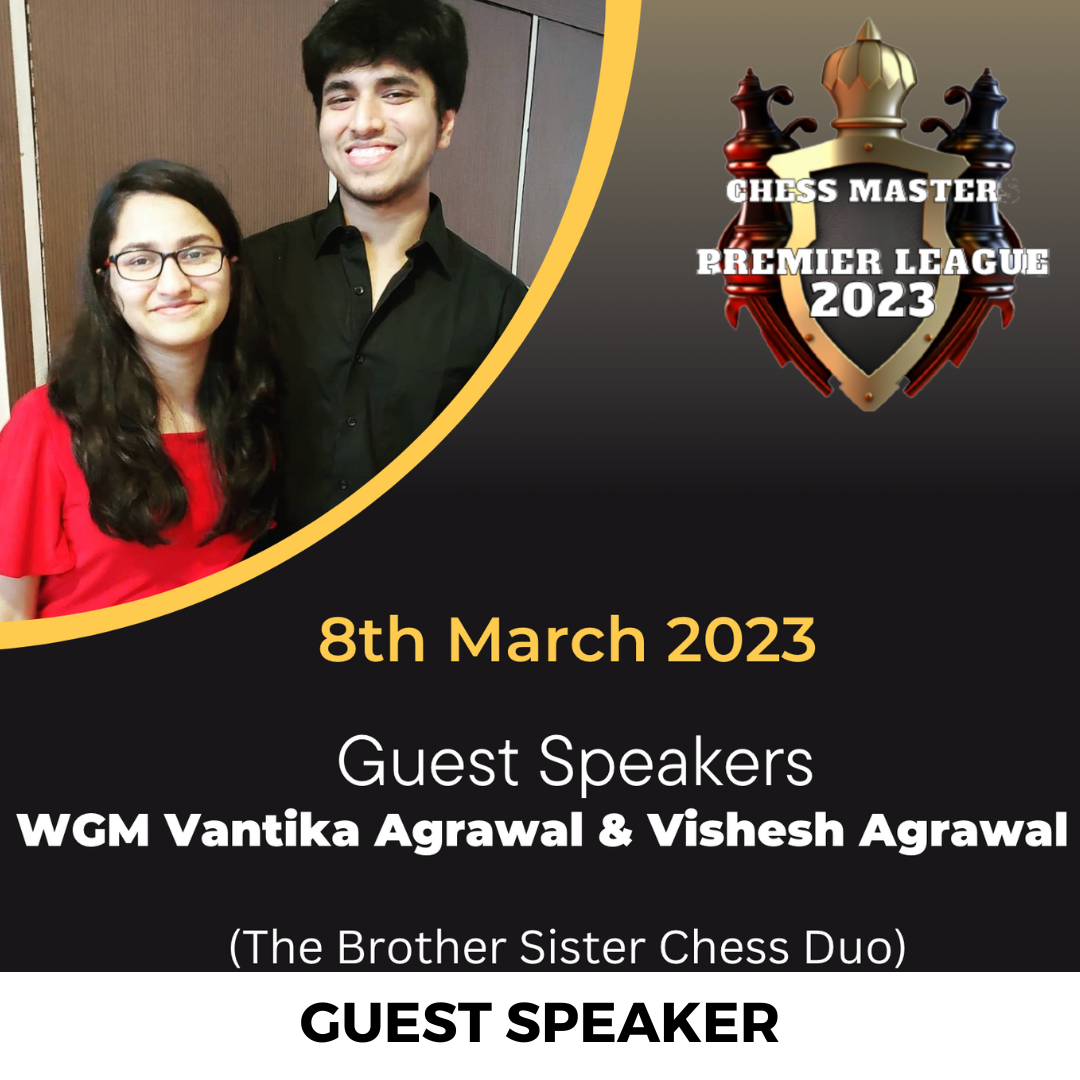 CHESS MASTERS
PREMIER LEAGUE
2023
8th March 2023
Guest Speakers
WGM Vantika Agrawal & Vishesh Agrawal
(The Brother Sister Chess Duo)
GUEST SPEAKER